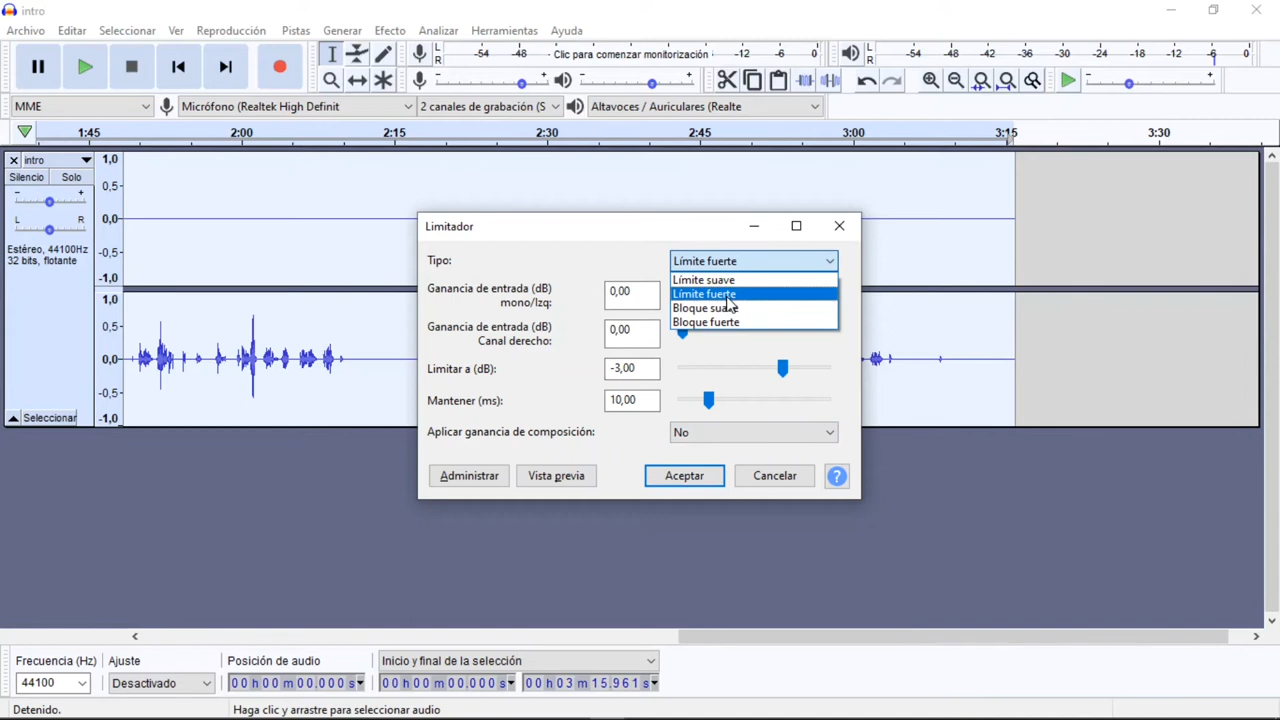 intro
Archivo Editar Seleccionar Ver Reproducción Pistas Generar Efecto Analizar Herramientas Ayuda
L R -54 -48 Clic para comenzar monitorización -12 -6 0 L R -54 -48 -42 -36 -30 -24 -18 -12 -6 0
- + - + - +
MME Micrófono (Realtek High Definit 2 canales de grabación (S Altavoces / Auriculares (Realte
1:45 2:00 2:15 2:30 2:45 3:00 3:15 3:30
intro
Silencio Solo
- +
L R
Estéreo, 44100Hz
32 bits, flotante
Seleccionar
1,0
0,5
0,0
-0,5
-1,0
1,0
0,5
0,0
-0,5
-1,0
Limitador
Tipo: Límite fuerte
Límite suave
Límite fuerte
Bloque suave
Bloque fuerte
Ganancia de entrada (dB)
mono/Izq: 0,00
Ganancia de entrada (dB)
Canal derecho: 0,00
Limitar a (dB): -3,00
Mantener (ms): 10,00
Aplicar ganancia de composición: No
Administrar Vista previa Aceptar Cancelar ?
Frecuencia (Hz) Ajuste Posición de audio Inicio y final de la selección
44100 Desactivado 00 h 00 m 00.000 s 00 h 00 m 00.000 s 00 h 03 m 15.961 s
Detenido. Haga clic y arrastre para seleccionar audio